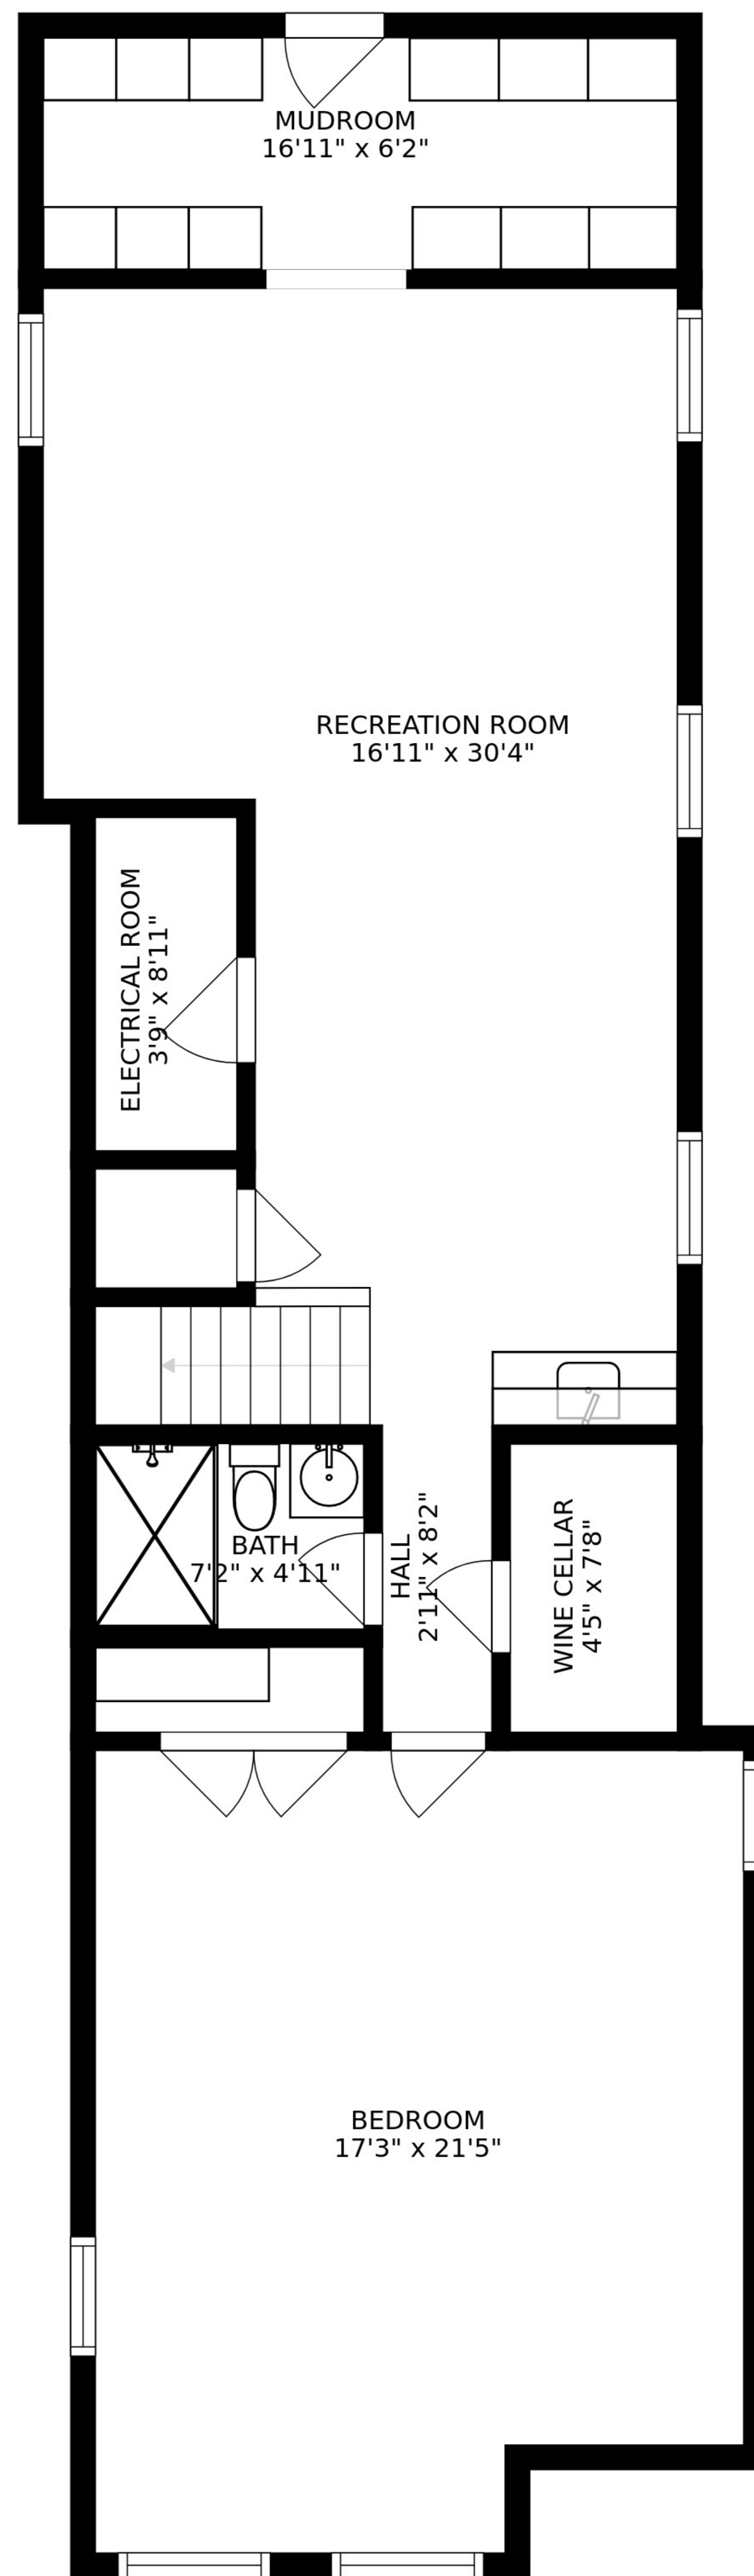 MUDROOM
16'11" x 6'2"
RECREATION ROOM
16'11" x 30'4"
ELECTRICAL ROOM
3'9" x 8'11"
BATH
7'2" x 4'11"
HALL
2'11" x 8'2"
WINE CELLAR
4'5" x 7'8"
BEDROOM
17'3" x 21'5"